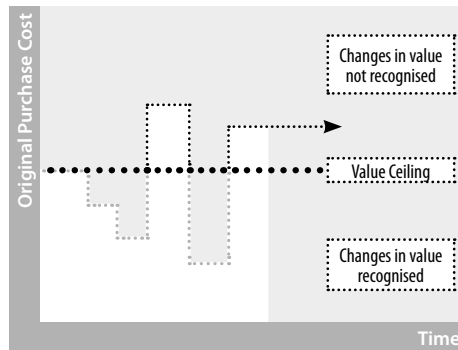 Original Purchase Cost
Changes in value
not recognised
Value Ceiling
Changes in value
recognised
Time